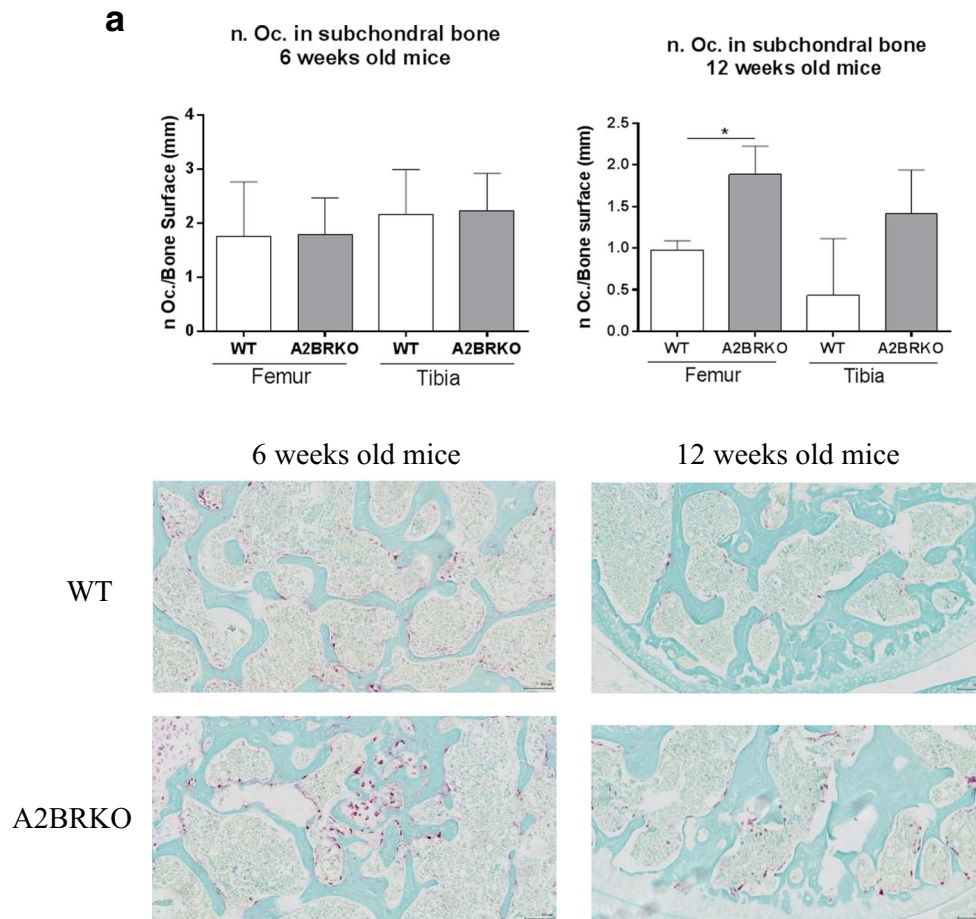 a
n. Oc. in subchondral bone
6 weeks old mice
n Oc./Bone Surface (mm)
4
3
2
1
0
WT
A2BRKO
WT
A2BRKO
Femur
Tibia
n. Oc. in subchondral bone
12 weeks old mice
n Oc./Bone surface (mm)
2.5
2.0
1.5
1.0
0.5
0.0
*
WT
A2BRKO
WT
A2BRKO
Femur
Tibia
6 weeks old mice
12 weeks old mice
WT
A2BRKO